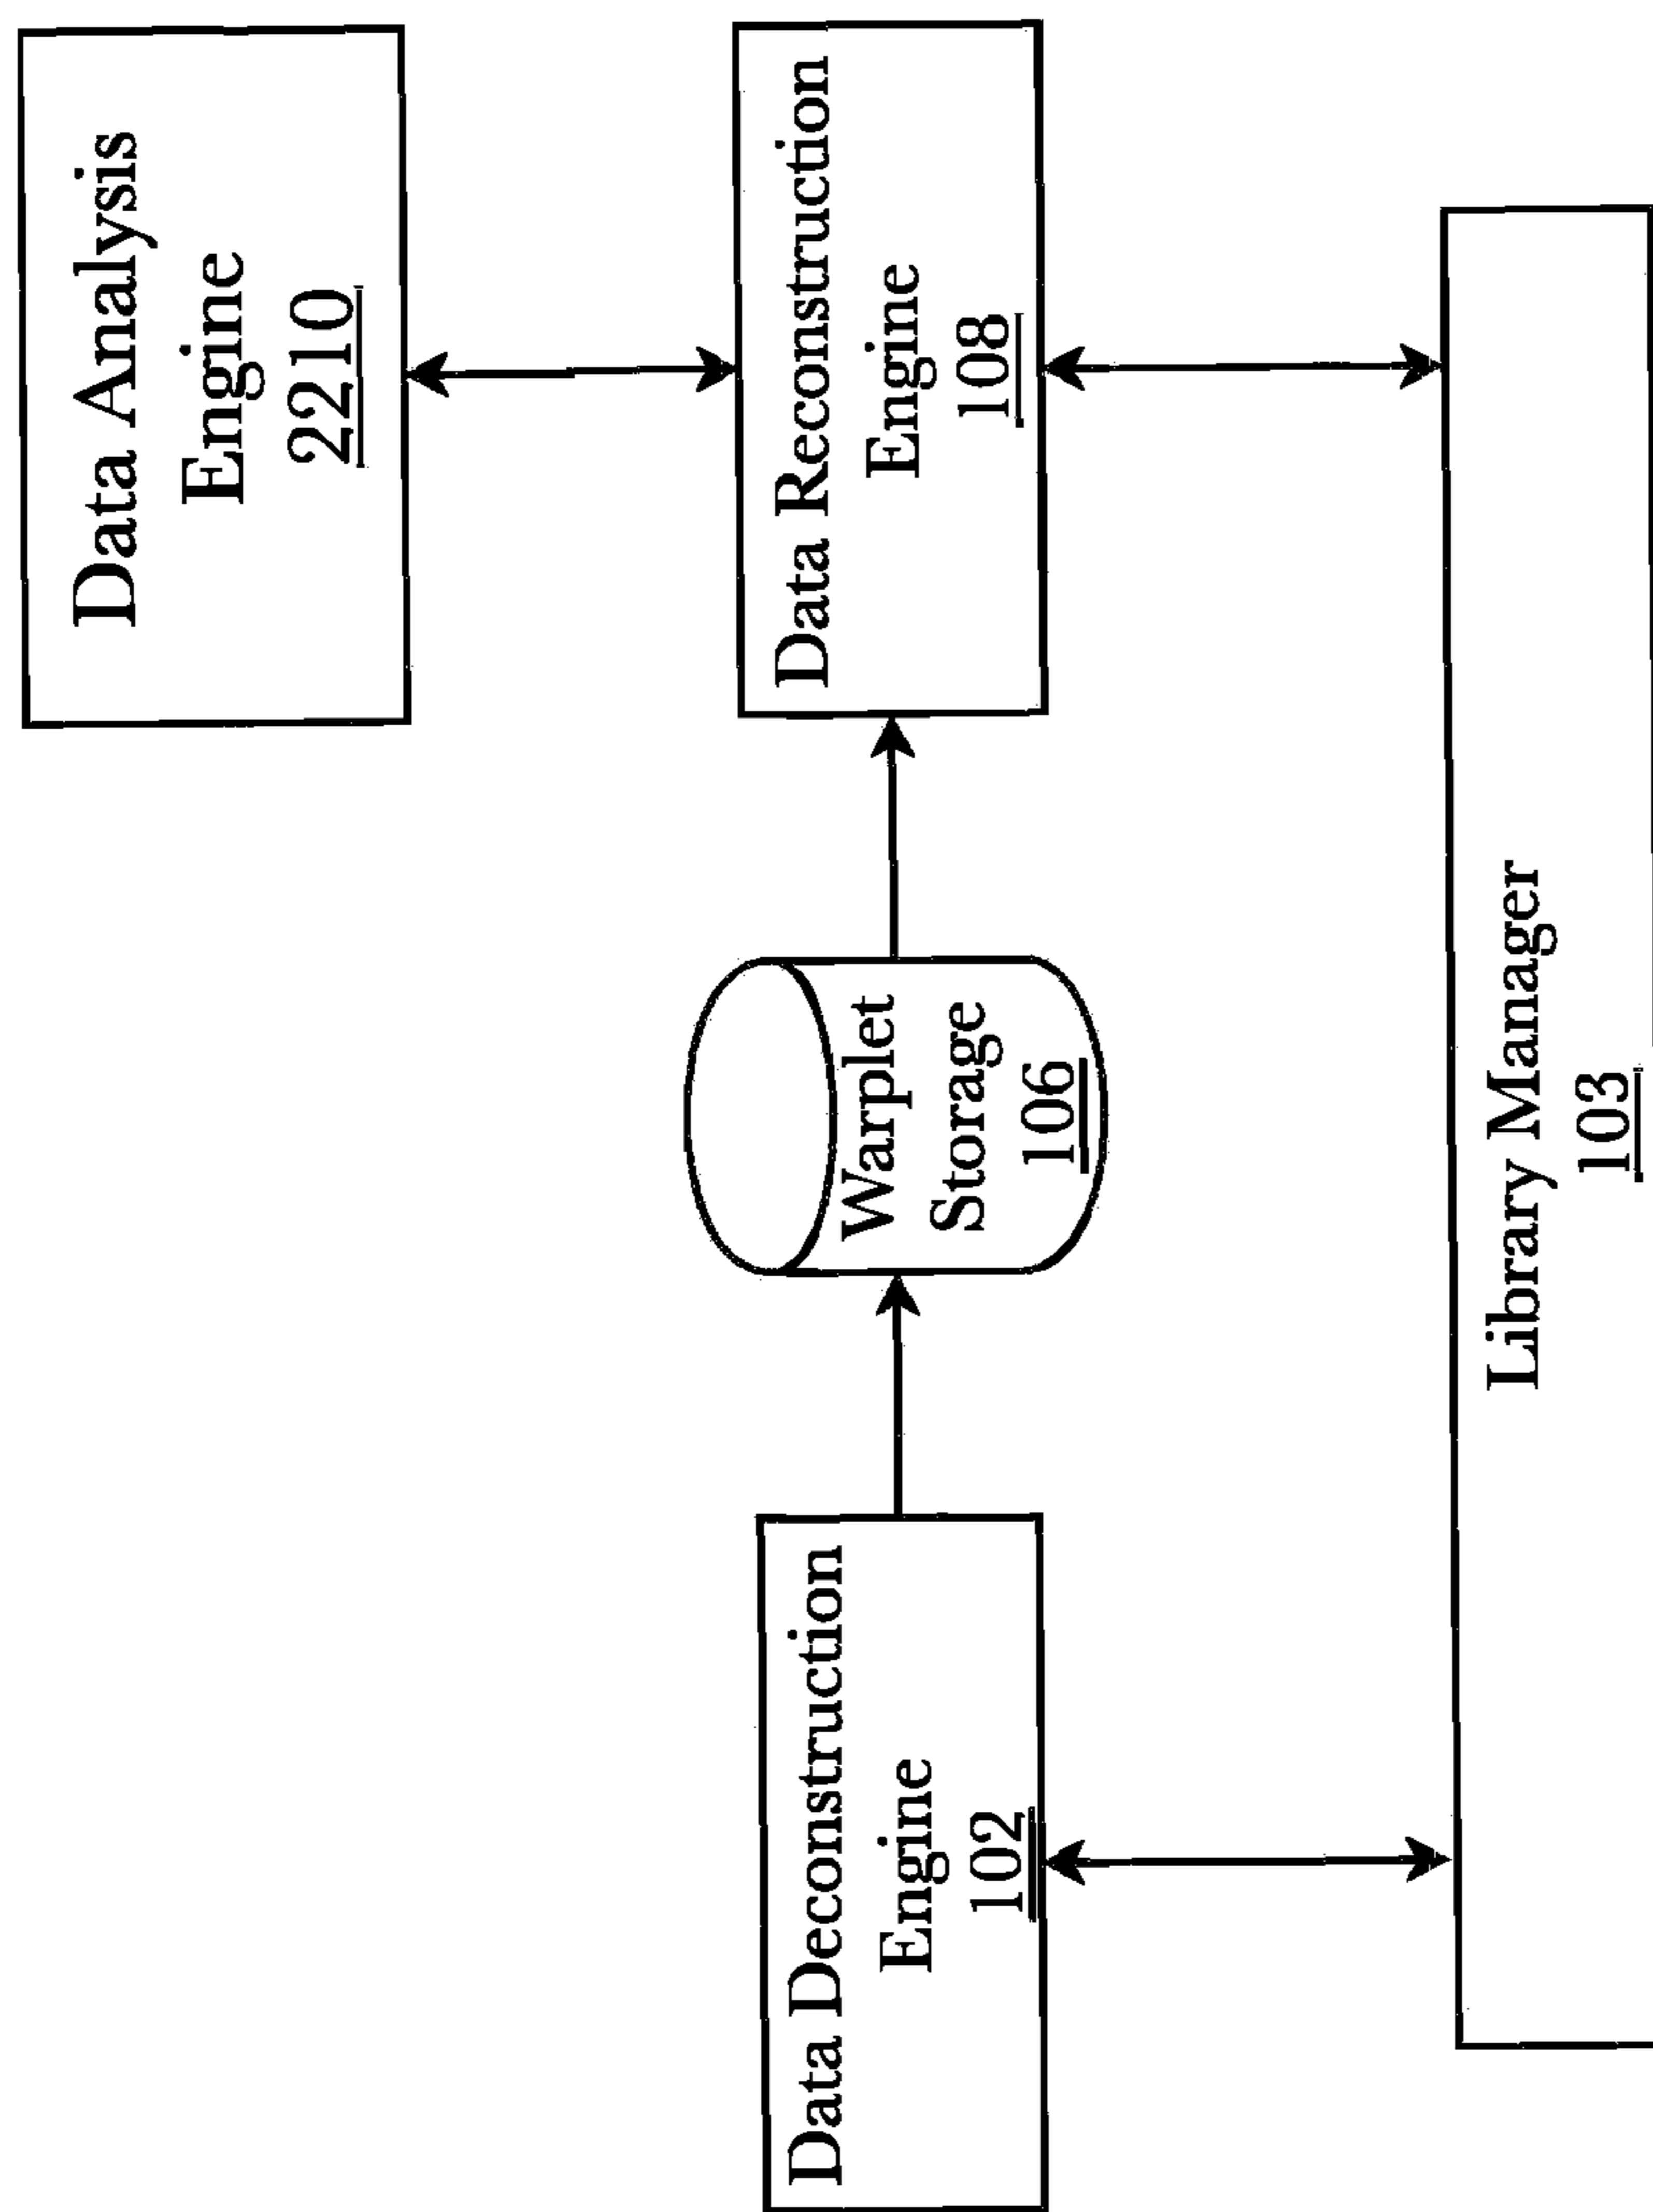 Data Analysis
Engine
2210
Data Deconstruction
Engine
102
Warplet
Storage
106
Data Reconstruction
Engine
108
Library Manager
103